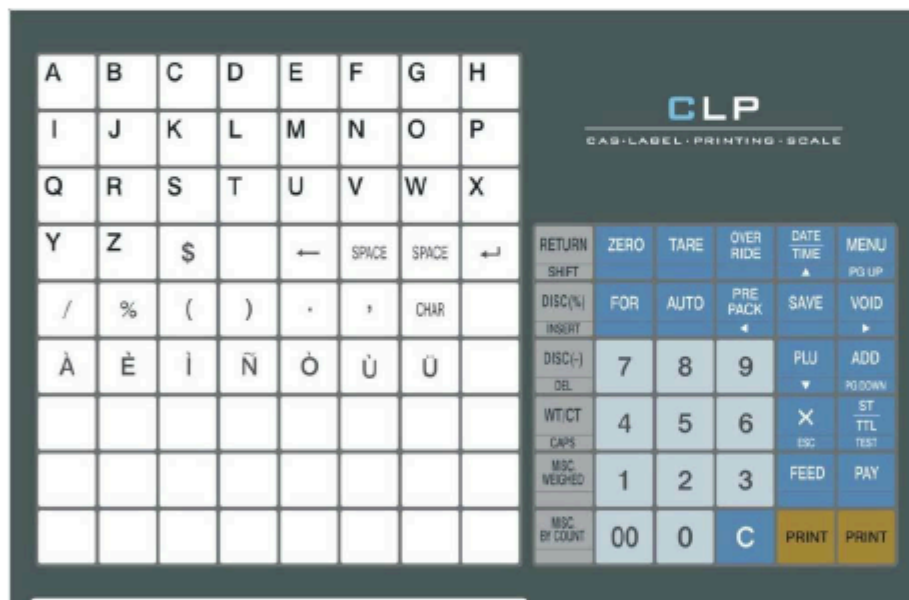 A B C D E F G H
I J K L M N O P
Q R S T U V W X
Y Z $ ← SPACE SPACE ↵
/ % ( ) · , CHAR
À È Ì Ñ Ò Ù Ü
CLP
CAS·LABEL·PRINTING·SCALE
RETURN SHIFT ZERO TARE OVER RIDE DATE TIME ▲ MENU PG UP
DISC(%) INSERT FOR AUTO PRE PACK ◄ SAVE VOID ►
DISC(-) DEL 7 8 9 PLU ▼ ADD PG DOWN
WT/CT CAPS 4 5 6 X ESC ST TTL TEST
MISC. WEIGHED 1 2 3 FEED PAY
MISC. BY COUNT 00 0 C PRINT PRINT